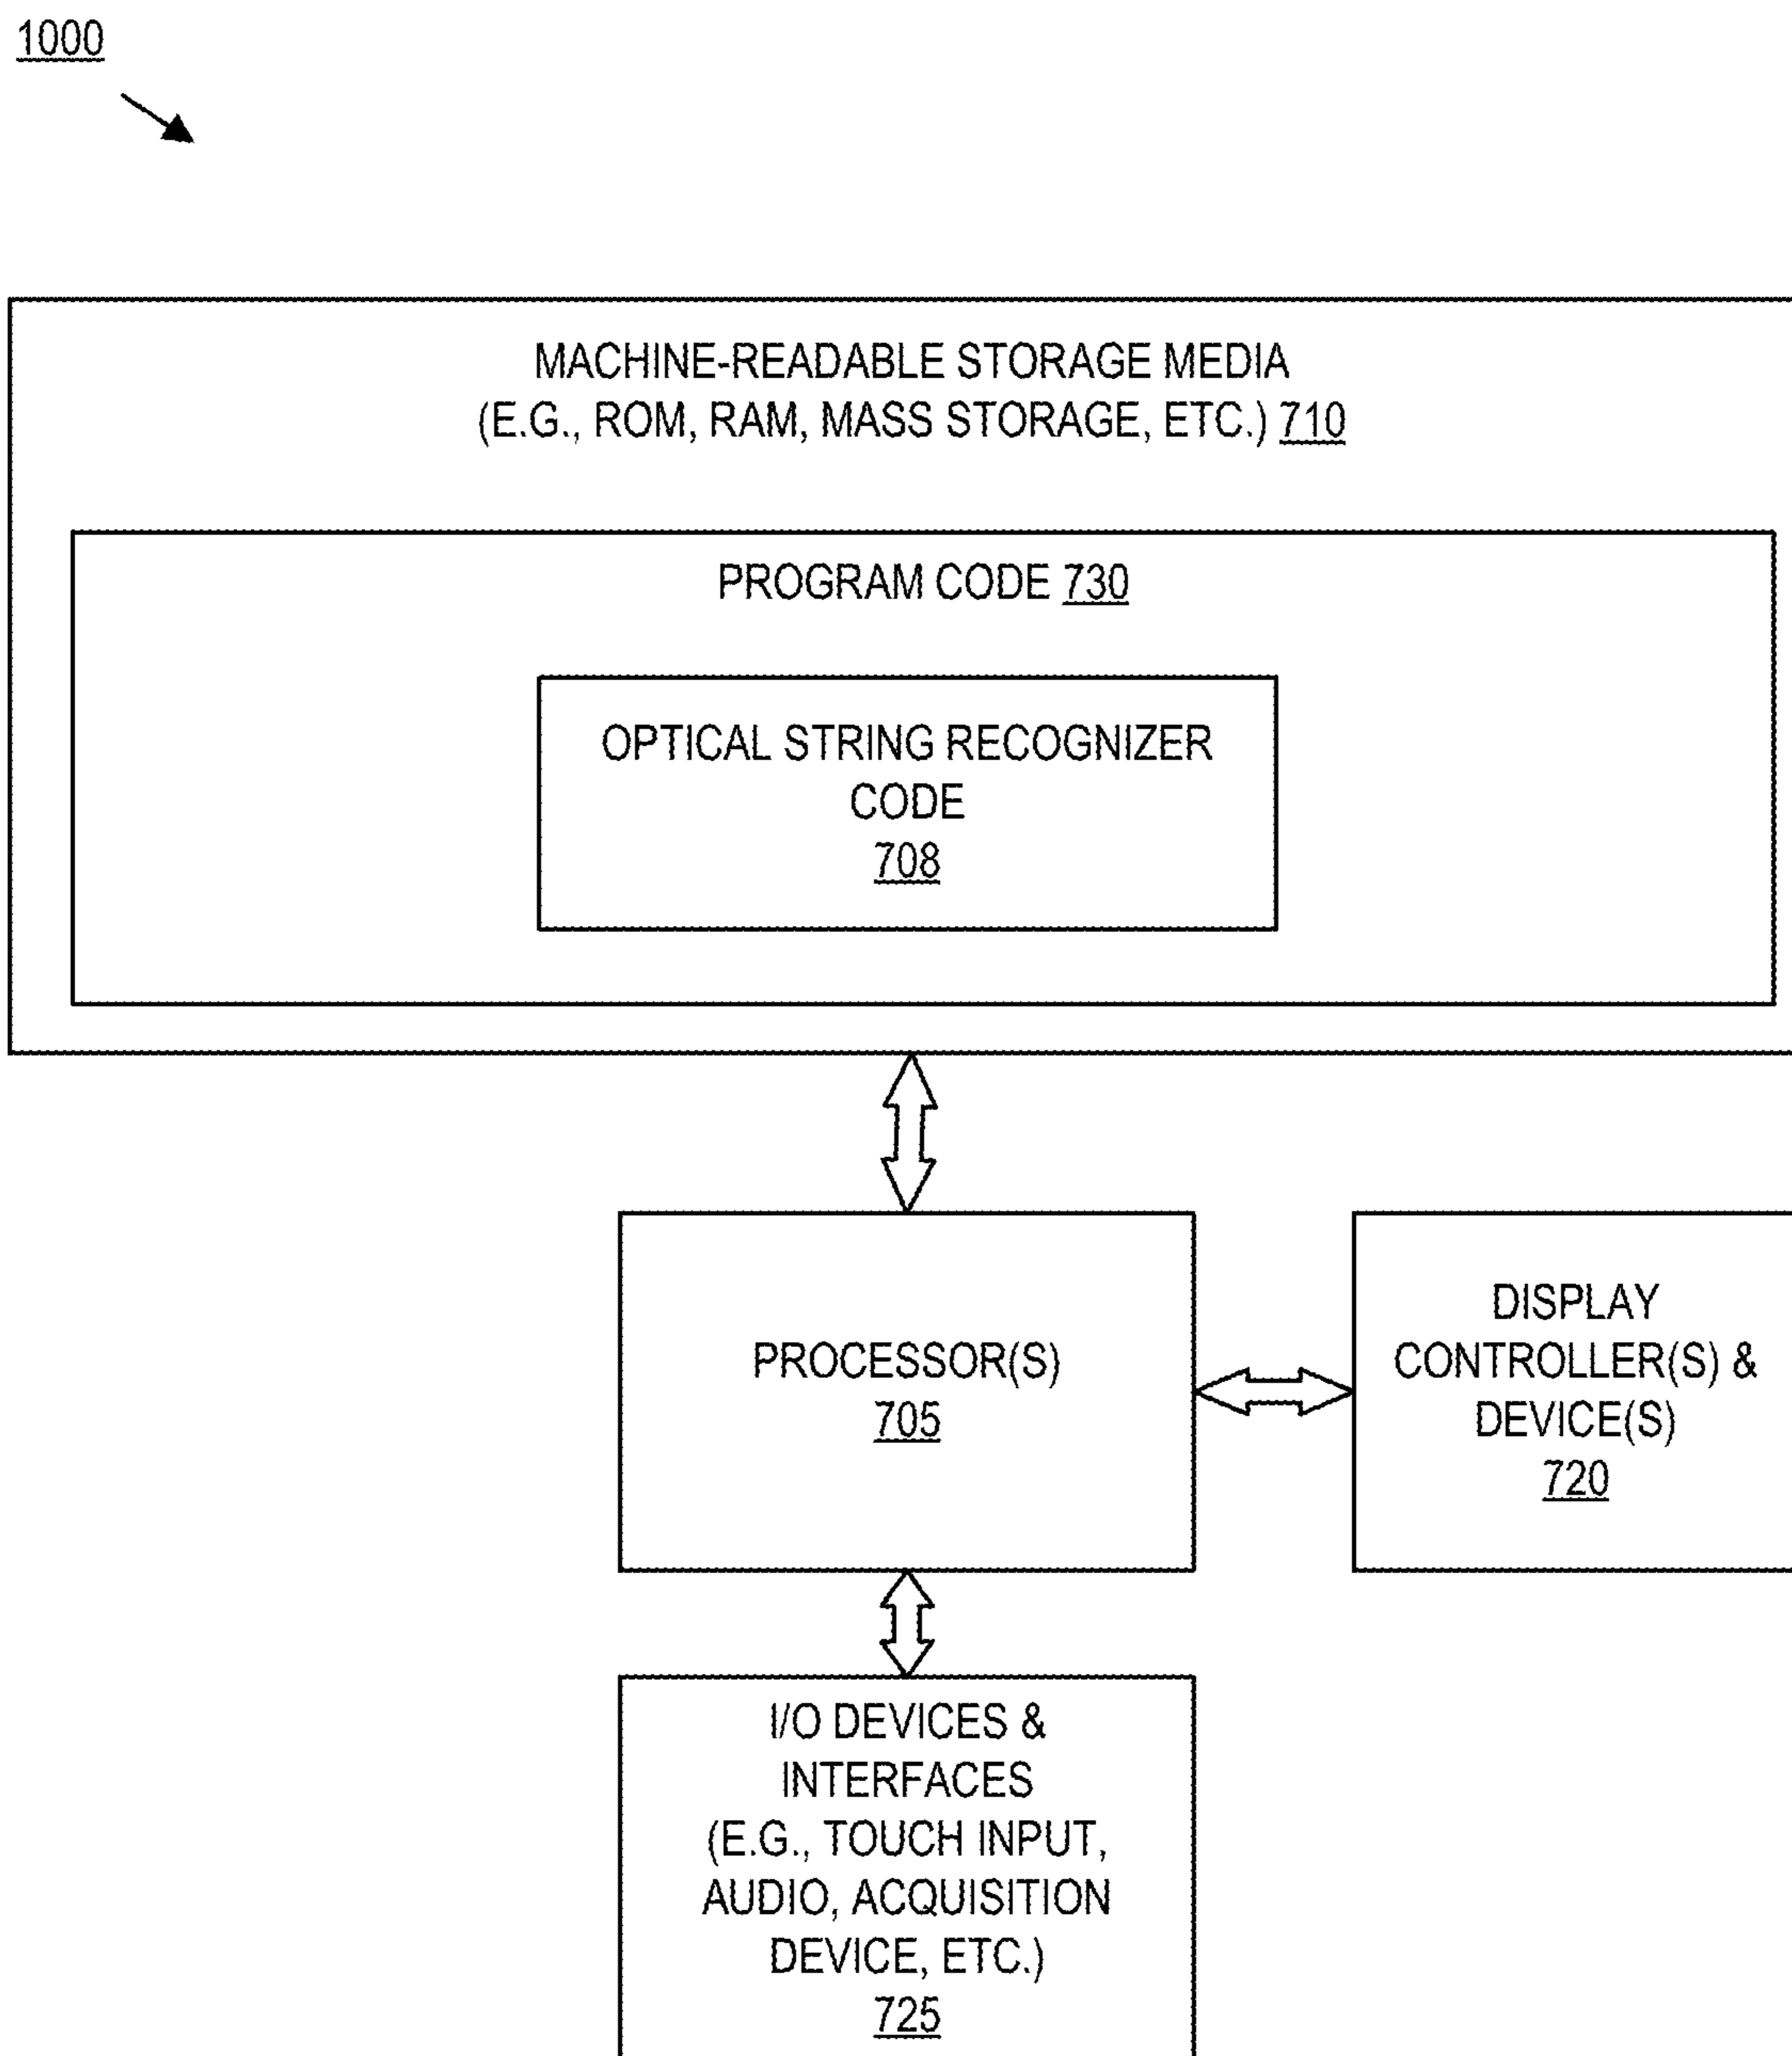 1000
MACHINE-READABLE STORAGE MEDIA
(E.G., ROM, RAM, MASS STORAGE, ETC.) 710
PROGRAM CODE 730
OPTICAL STRING RECOGNIZER
CODE
708
PROCESSOR(S)
705
DISPLAY
CONTROLLER(S) &
DEVICE(S)
720
I/O DEVICES &
INTERFACES
(E.G., TOUCH INPUT,
AUDIO, ACQUISITION
DEVICE, ETC.)
725